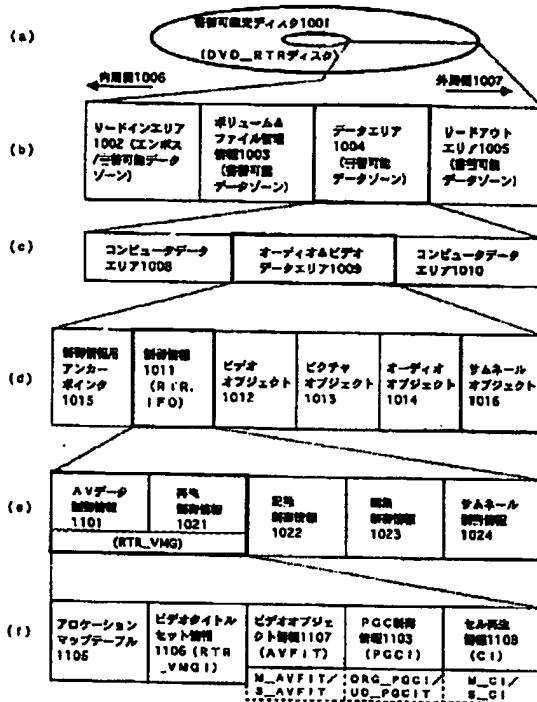 (a)
書替可能定ディスク1001
(DVD_RTRディスク)
内周側1006
外周側1007
(b)
リードインエリア
1002 (エンボス
/書替可能データ
ゾーン)
ボリューム&
ファイル管理
情報1003
(書替可能
データゾーン)
データエリア
1004
(書替可能
データゾーン)
リードアウト
エリア1005
(書替可能
データゾーン)
(c)
コンピュータデータ
エリア1008
オーディオ&ビデオ
データエリア1009
コンピュータデータ
エリア1010
(d)
制御情報用
アンカー
ポインタ
1015
制御情報
1011
(RTR.
IFO)
ビデオ
オブジェクト
1012
ピクチャ
オブジェクト
1013
オーディオ
オブジェクト
1014
サムネール
オブジェクト
1016
(e)
AVデータ
制御情報
1101
再生
制御情報
1021
(RTR_VMG)
記録
制御情報
1022
編集
制御情報
1023
サムネール
制御情報
1024
(f)
アロケーション
マップテーブル
1105
ビデオタイトル
セット情報
1106 (RTR
_VMGI)
ビデオオブジェ
クト情報1107
(AVFIT)
PGC制御
情報1103
(PGCI)
セル再生
情報1108
(CI)
M_AVFIT/
S_AVFIT
ORG_PGCI/
UD_PGCIT
M_CI/
S_CI